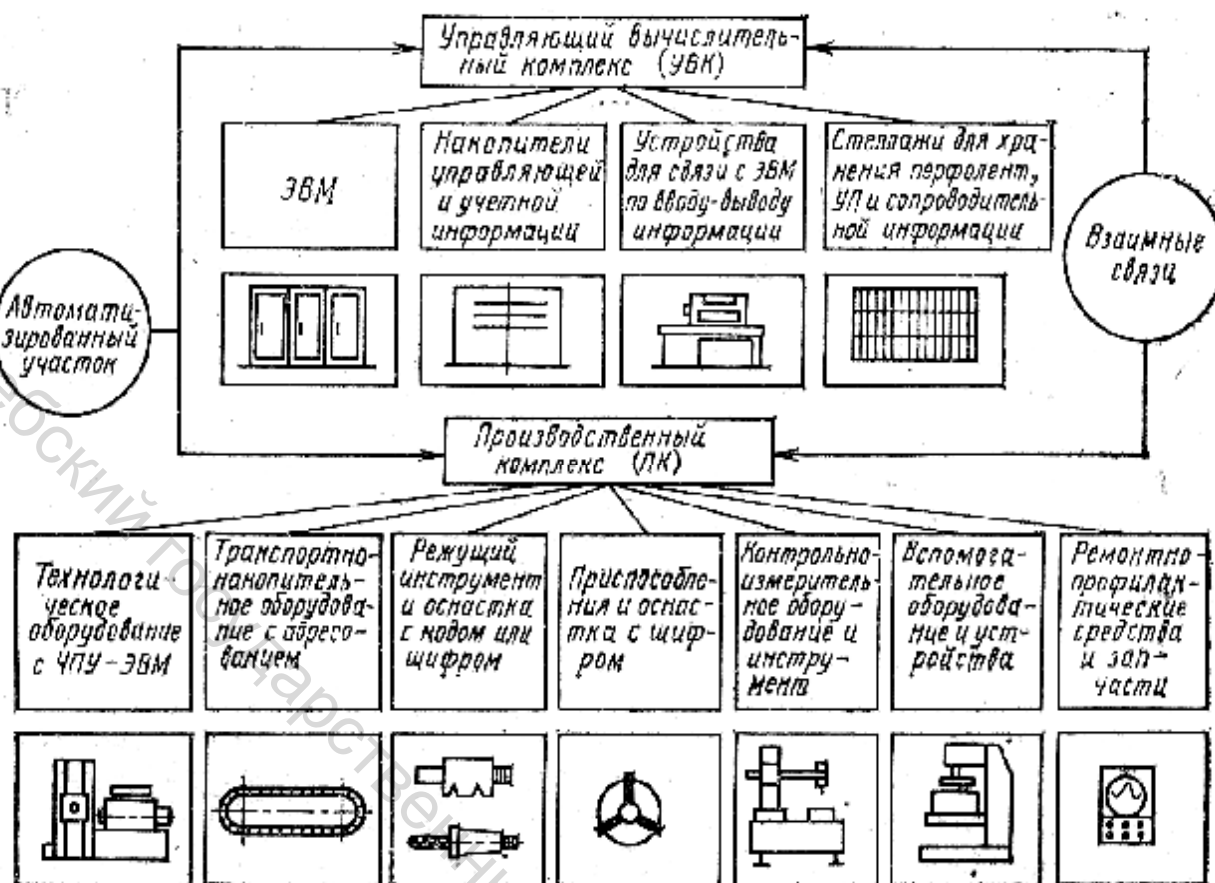 Управляющий вычислитель-
ный комплекс (УВК)
ЭВМ
Накопители
управляющей
и учетной
информации
Устройства
для связи с ЭВМ
по вводу-выводу
информации
Стеллажи для хра-
нения перфолент,
УП и сопроводитель-
ной информации
Взаимные
связи
Автомати-
зированный
участок
Производственный
комплекс (ПК)
Технологи-
ческое
оборудование
с ЧПУ-ЭВМ
Транспортно-
накопитель-
ное оборудова-
ние с адресо-
ванием
Режущий
инструмент
и оснастка
с кодом или
шифром
Приспособле-
ния и оснас-
тка с шиф-
ром
Контрольно-
измеритель-
ное обору-
дование и
инстру-
мент
Вспомога-
тельное
оборудова-
ние и уст-
ройства
Ремонтно-
профилак-
тические
средства
и зап-
части
ебский государственны